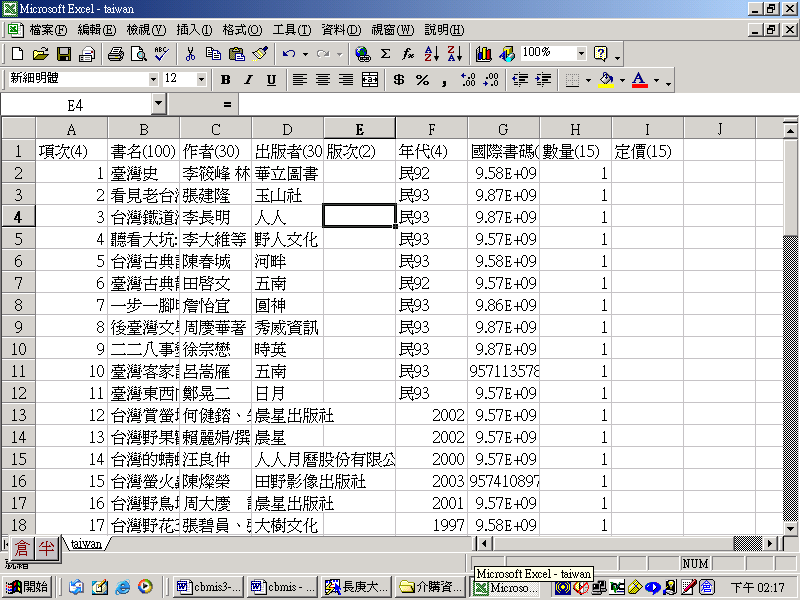 Microsoft Excel - taiwan
檔案(F) 編輯(E) 檢視(V) 插入(I) 格式(O) 工具(T) 資料(D) 視窗(W) 說明(H)
100%
新細明體 12 B I U $ % ,
E4 =
A B C D E F G H I J
1 項次(4) 書名(100) 作者(30) 出版者(30 版次(2) 年代(4) 國際書碼( 數量(15) 定價(15)
2 1 臺灣史 李筱峰 林 華立圖書 民92 9.58E+09 1
3 2 看見老台灣 張建隆 玉山社 民93 9.87E+09 1
4 3 台灣鐵道 李長明 人人 民93 9.87E+09 1
5 4 聽看大坑 李大維等 野人文化 民93 9.57E+09 1
6 5 台灣古典 陳春城 河畔 民93 9.58E+09 1
7 6 臺灣古典 田啓文 五南 民92 9.57E+09 1
8 7 一步一腳 詹怡宜 圓神 民93 9.86E+09 1
9 8 後臺灣文 周慶華著 秀威資訊 民93 9.87E+09 1
10 9 二二八事 徐宗懋 時英 民93 9.87E+09 1
11 10 臺灣客家 呂嵩雁 五南 民93 957113578 1
12 11 臺灣東西 鄭晃二 日月 民93 9.57E+09 1
13 12 台灣賞螢 何健鎔、 晨星出版社 2002 9.57E+09 1
14 13 台灣野果 賴麗娟/撰 晨星 2002 9.57E+09 1
15 14 台灣的蜻 汪良仲 人人月曆股份有限公 2000 9.57E+09 1
16 15 台灣螢火 陳燦榮 田野影像出版社 2003 957410897 1
17 16 台灣野鳥 周大慶 晨星出版社 2001 9.57E+09 1
18 17 台灣野花 張碧員、 大樹文化 1997 9.58E+09 1
倉 半 taiwan
就緒 NUM
Microsoft Excel - taiwan
開始 cbmis3-... cbmis - ... 長庚大... 介購資... Microso... 倉 下午 02:17